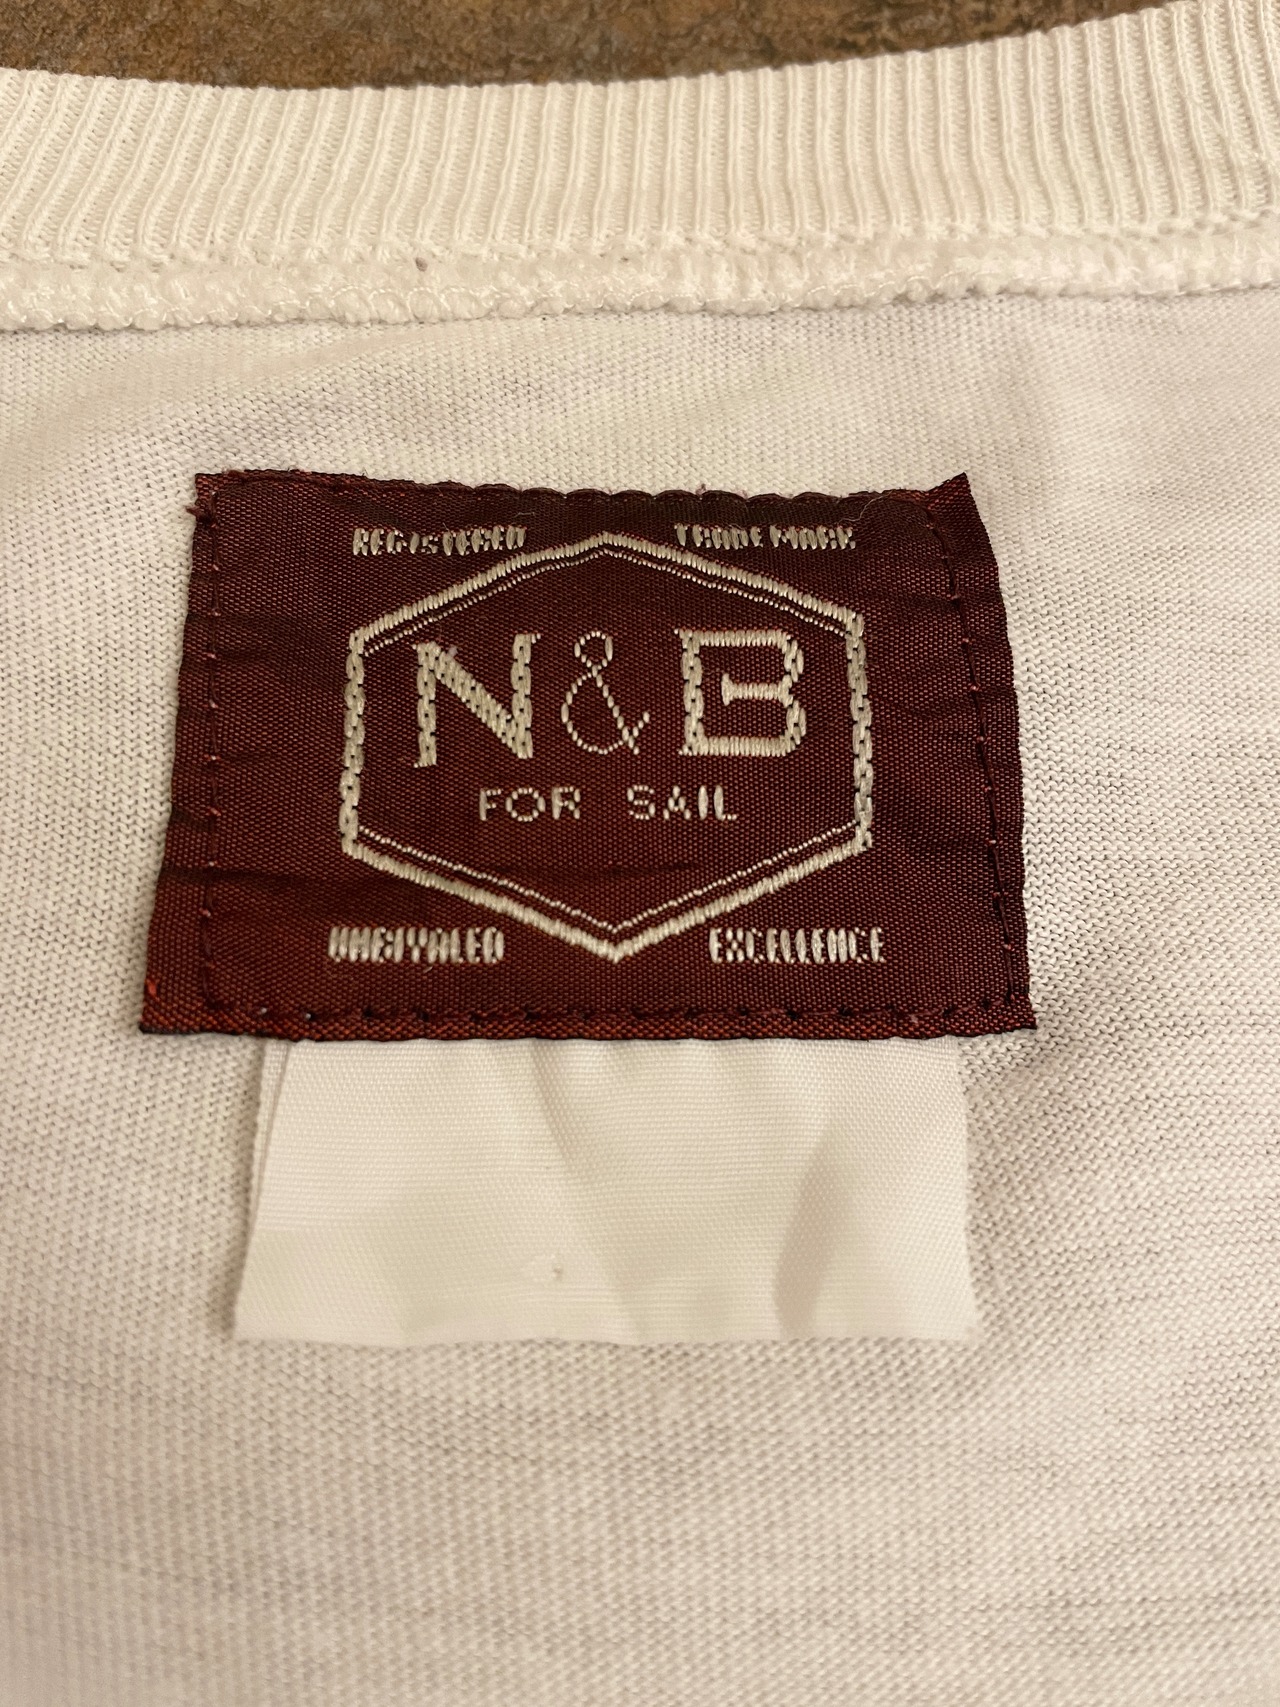 REGISTERED TRADE MARK
N & B
FOR SAIL
UNRIVALED EXCELLENCE